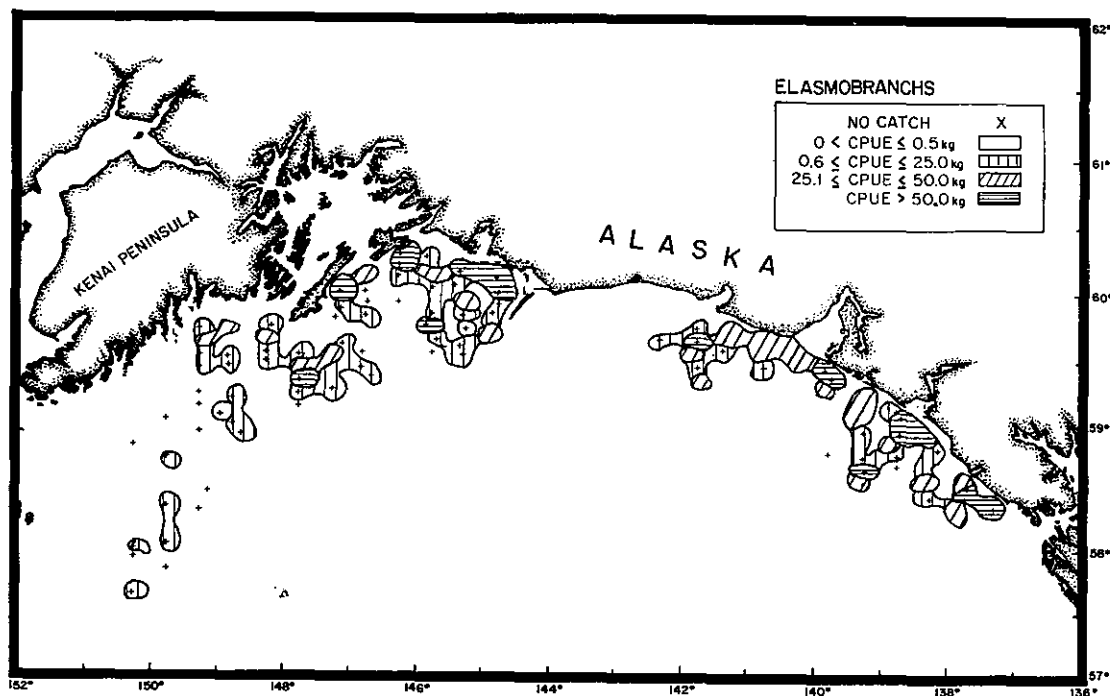 62°
ELASMOBRANCHS
NO CATCH X
0 < CPUE ≤ 0.5 kg
0.6 ≤ CPUE ≤ 25.0 kg
25.1 ≤ CPUE ≤ 50.0 kg
CPUE > 50.0 kg
61°
KENAI PENINSULA
ALASKA
60°
59°
58°
57°
152° 150° 148° 146° 144° 142° 140° 138° 136°